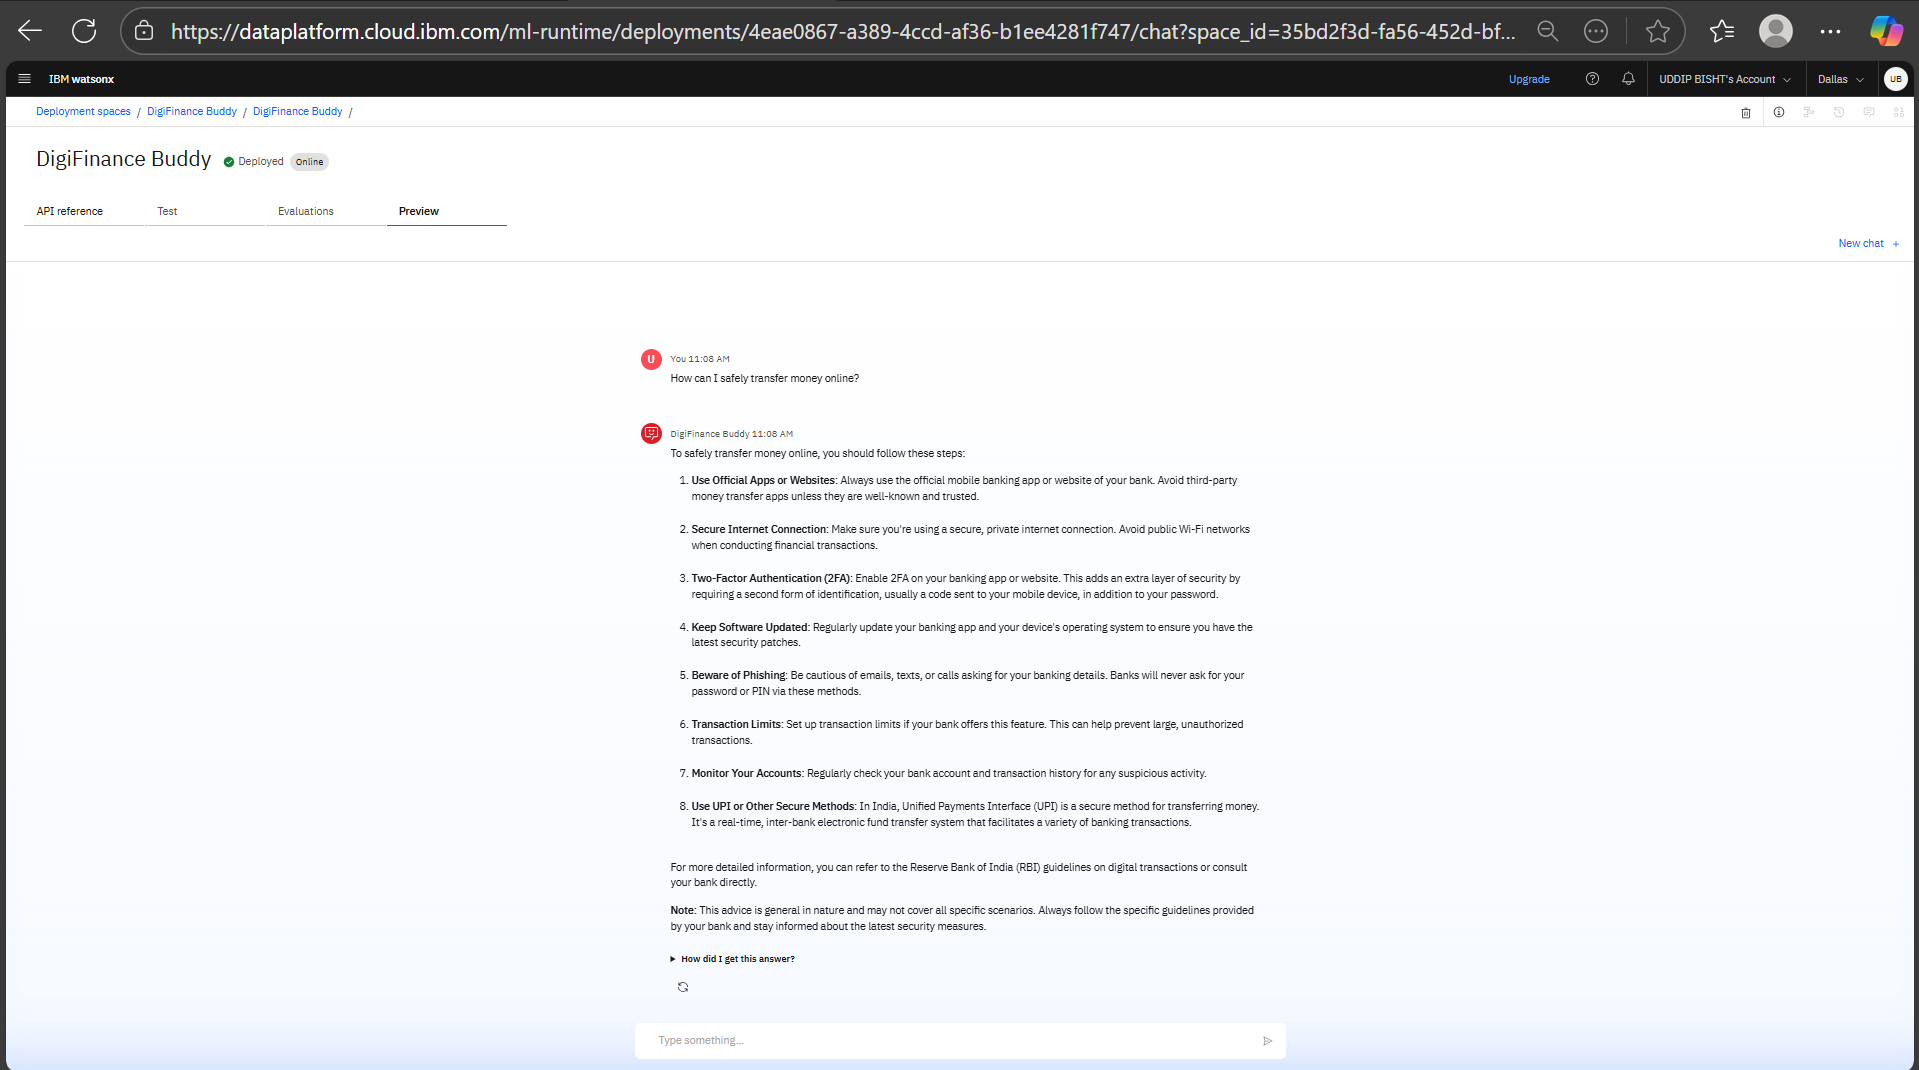 https://dataplatform.cloud.ibm.com/ml-runtime/deployments/4eae0867-a389-4ccd-af36-b1ee4281f747/chat?space_id=35bd2f3d-fa56-452d-bf...
IBM watsonx
Upgrade
UDDIP BISHT's Account
Dallas
UB
Deployment spaces / DigiFinance Buddy / DigiFinance Buddy /
DigiFinance Buddy
Deployed
Online
API reference
Test
Evaluations
Preview
New chat +
U
You 11:08 AM
How can I safely transfer money online?
DigiFinance Buddy 11:08 AM
To safely transfer money online, you should follow these steps:
1. Use Official Apps or Websites: Always use the official mobile banking app or website of your bank. Avoid third-party
money transfer apps unless they are well-known and trusted.
2. Secure Internet Connection: Make sure you're using a secure, private internet connection. Avoid public Wi-Fi networks
when conducting financial transactions.
3. Two-Factor Authentication (2FA): Enable 2FA on your banking app or website. This adds an extra layer of security by
requiring a second form of identification, usually a code sent to your mobile device, in addition to your password.
4. Keep Software Updated: Regularly update your banking app and your device's operating system to ensure you have the
latest security patches.
5. Beware of Phishing: Be cautious of emails, texts, or calls asking for your banking details. Banks will never ask for your
password or PIN via these methods.
6. Transaction Limits: Set up transaction limits if your bank offers this feature. This can help prevent large, unauthorized
transactions.
7. Monitor Your Accounts: Regularly check your bank account and transaction history for any suspicious activity.
8. Use UPI or Other Secure Methods: In India, Unified Payments Interface (UPI) is a secure method for transferring money.
It's a real-time, inter-bank electronic fund transfer system that facilitates a variety of banking transactions.
For more detailed information, you can refer to the Reserve Bank of India (RBI) guidelines on digital transactions or consult
your bank directly.
Note: This advice is general in nature and may not cover all specific scenarios. Always follow the specific guidelines provided
by your bank and stay informed about the latest security measures.
How did I get this answer?
Type something...